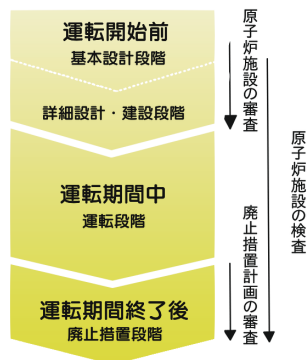 運転開始前
基本設計段階
詳細設計・建設段階
運転期間中
運転段階
運転期間終了後
廃止措置段階
原子炉施設の審査
廃止措置計画の審査
原子炉施設の検査